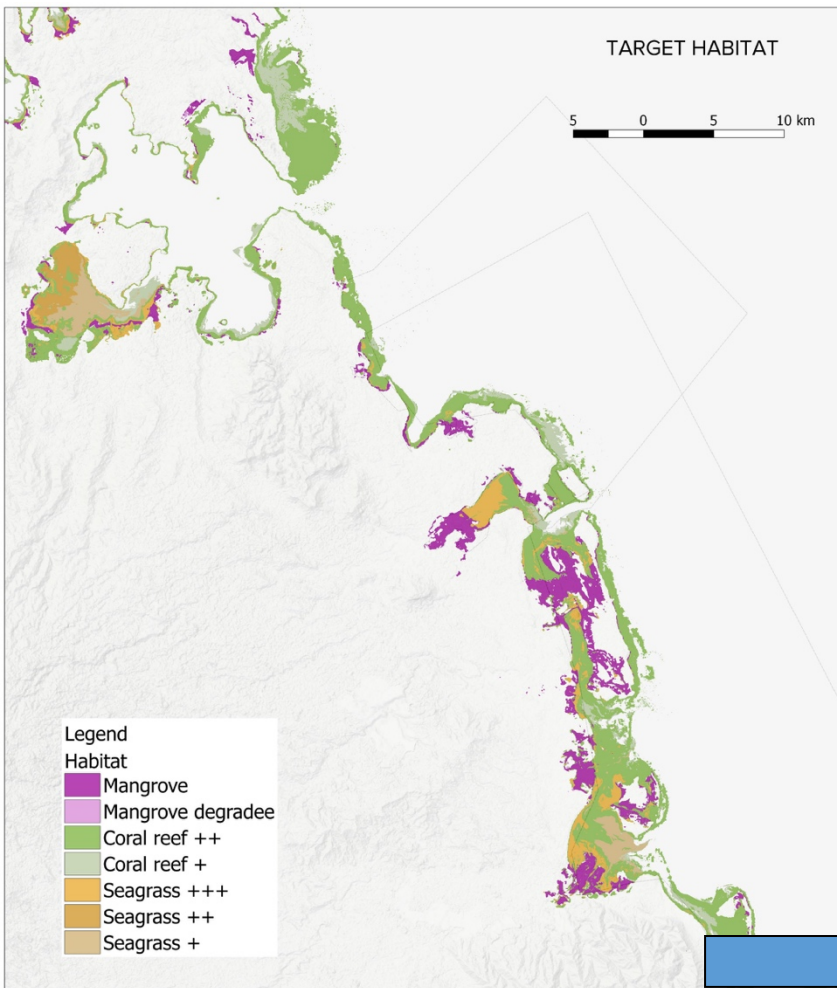 TARGET HABITAT
5 0 5 10 km
Legend
Habitat
Mangrove
Mangrove degradee
Coral reef ++
Coral reef +
Seagrass +++
Seagrass ++
Seagrass +